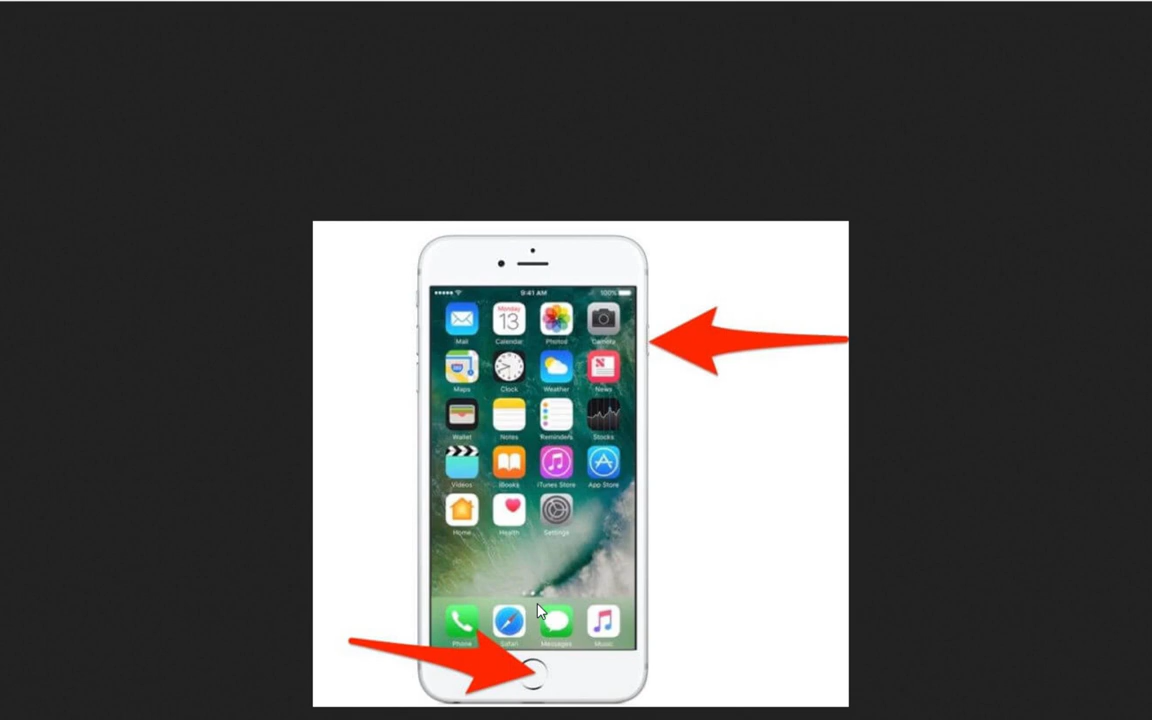 9:41 AM 100%
Monday
13
Mail Calendar Photos Camera
Maps Clock Weather News
Wallet Notes Reminders Stocks
Videos iBooks iTunes Store App Store
Home Health Settings
Phone Safari Messages Music